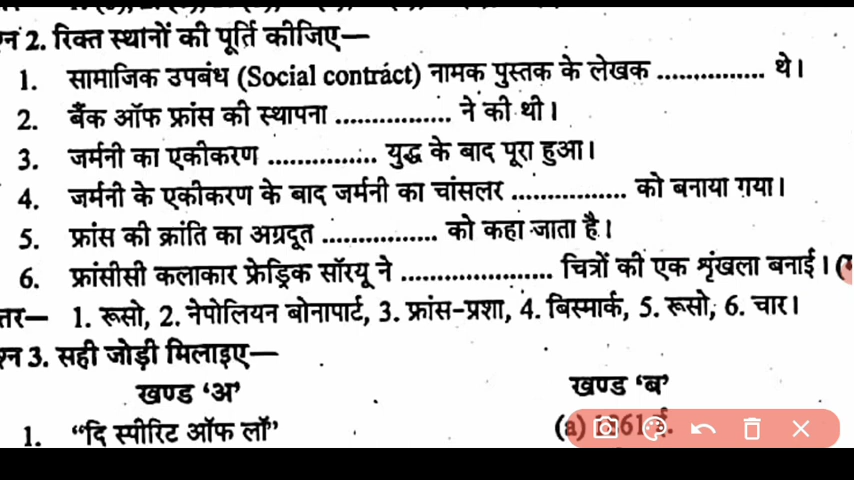 न 2. रिक्त स्थानों की पूर्ति कीजिए—
1. सामाजिक उपबंध (Social contráct) नामक पुस्तक के लेखक ............... थे।
2. बैंक ऑफ फ्रांस की स्थापना ................ ने की थी।
3. जर्मनी का एकीकरण ............... युद्ध के बाद पूरा हुआ।
4. जर्मनी के एकीकरण के बाद जर्मनी का चांसलर ................ को बनाया गया।
5. फ्रांस की क्रांति का अग्रदूत ................ को कहा जाता है।
6. फ्रांसीसी कलाकार फ्रेड्रिक सॉरयू ने ..................... चित्रों की एक शृंखला बनाई।
तर— 1. रूसो, 2. नेपोलियन बोनापार्ट, 3. फ्रांस-प्रशा, 4. बिस्मार्क, 5. रूसो, 6. चार।
न 3. सही जोड़ी मिलाइए—
खण्ड ‘अ’ खण्ड ‘ब’
1. “दि स्पीरिट ऑफ लॉ” (a) 1861 ई.